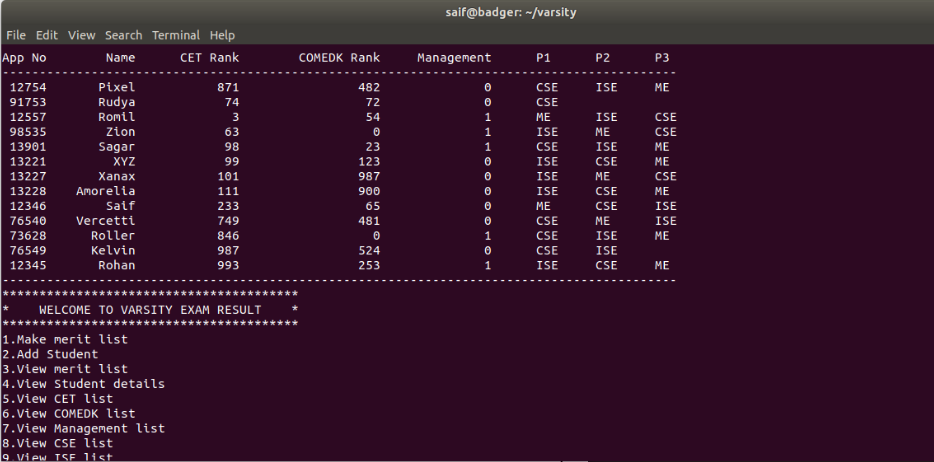 saif@badger: ~/varsity
File Edit View Search Terminal Help
App No Name CET Rank COMEDK Rank Management P1 P2 P3
-------------------------------------------------------------------------------------------
12754 Pixel 871 482 0 CSE ISE ME
91753 Rudya 74 72 0 CSE
12557 Romil 3 54 1 ME ISE CSE
98535 Zion 63 0 1 ISE ME CSE
13901 Sagar 98 23 1 CSE ISE ME
13221 XYZ 99 123 0 ISE CSE ME
13227 Xanax 101 987 0 ISE ME CSE
13228 Amorella 111 900 0 ISE CSE ME
12346 Saif 233 65 0 ME CSE ISE
76540 Vercetti 749 481 0 CSE ME ISE
73628 Roller 846 0 1 CSE ISE ME
76549 Kelvin 987 524 0 CSE ISE
12345 Rohan 993 253 1 ISE CSE ME
-------------------------------------------------------------------------------------------
****************************************
* WELCOME TO VARSITY EXAM RESULT *
****************************************
1.Make merit list
2.Add Student
3.View merit list
4.View Student details
5.View CET list
6.View COMEDK list
7.View Management list
8.View CSE list
9.View ISE list